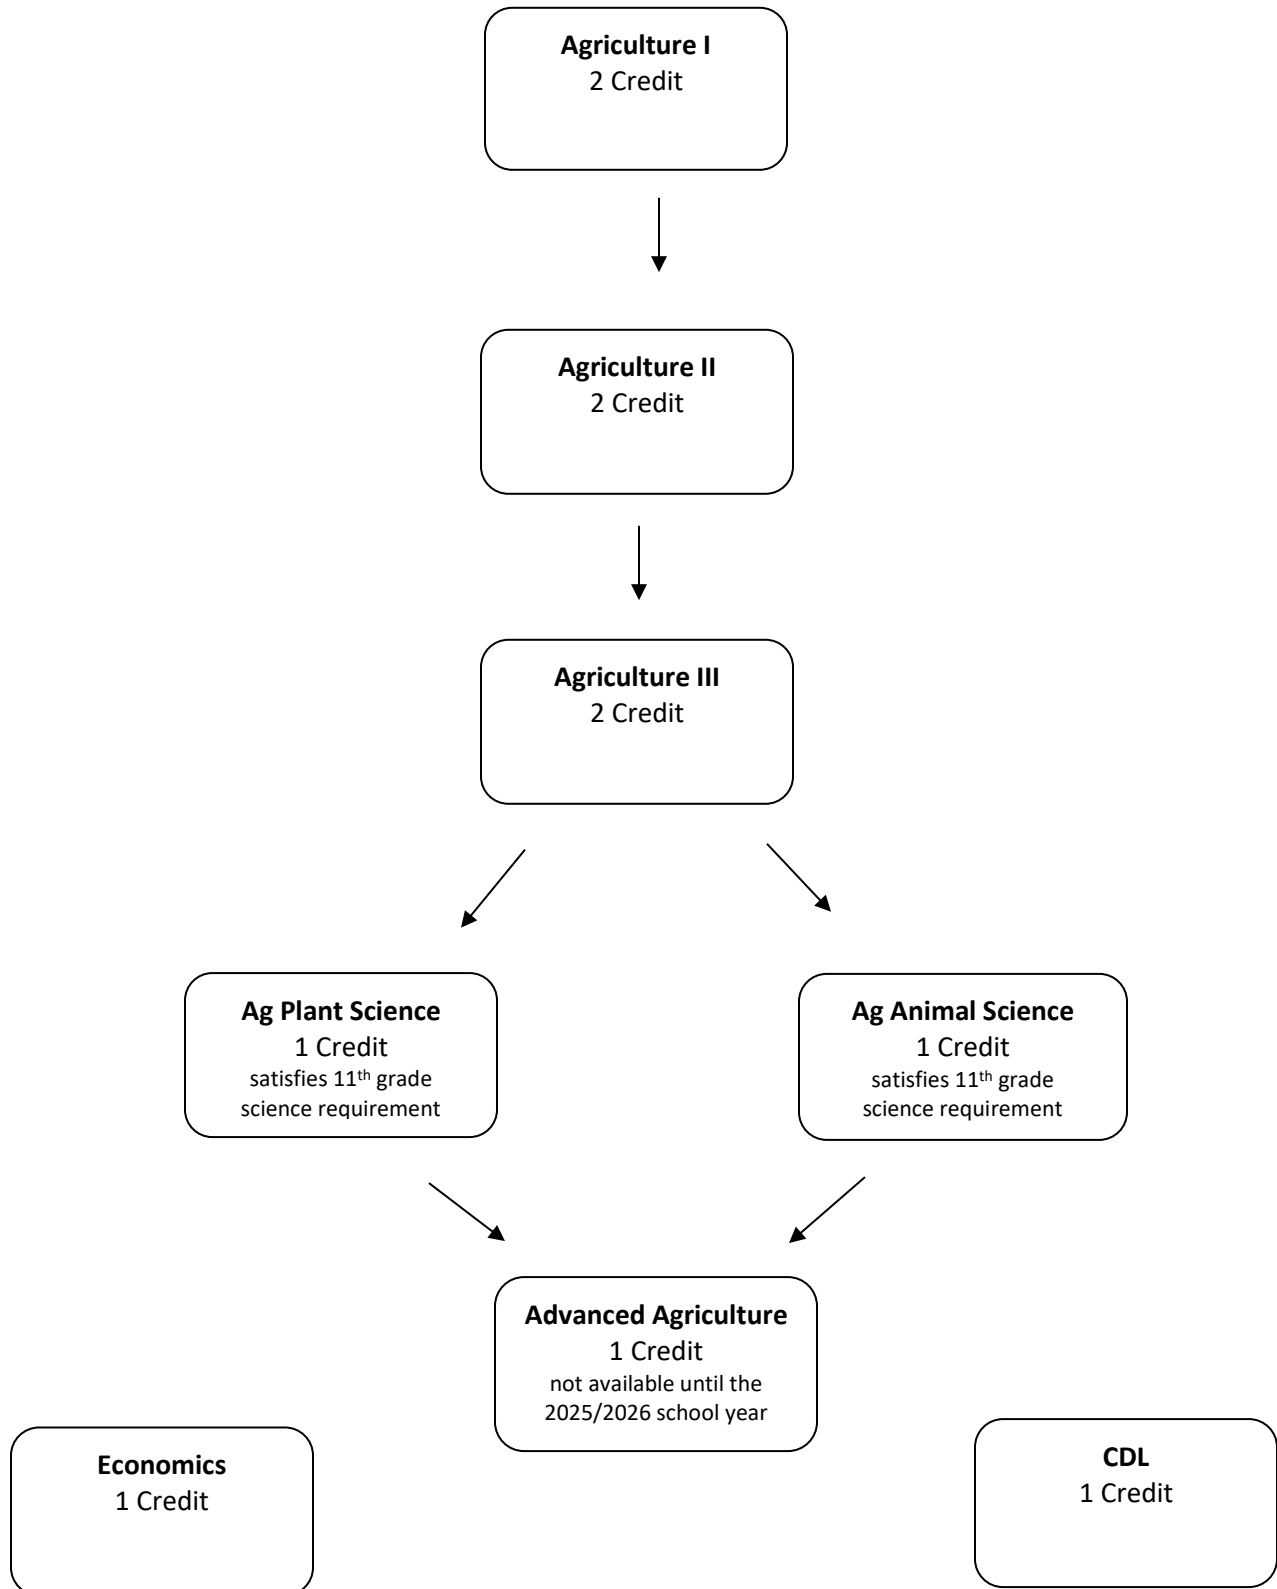 Agriculture I
2 Credit
Agriculture II
2 Credit
Agriculture III
2 Credit
Ag Plant Science
1 Credit
satisfies 11th grade
science requirement
Ag Animal Science
1 Credit
satisfies 11th grade
science requirement
Advanced Agriculture
1 Credit
not available until the
2025/2026 school year
Economics
1 Credit
CDL
1 Credit